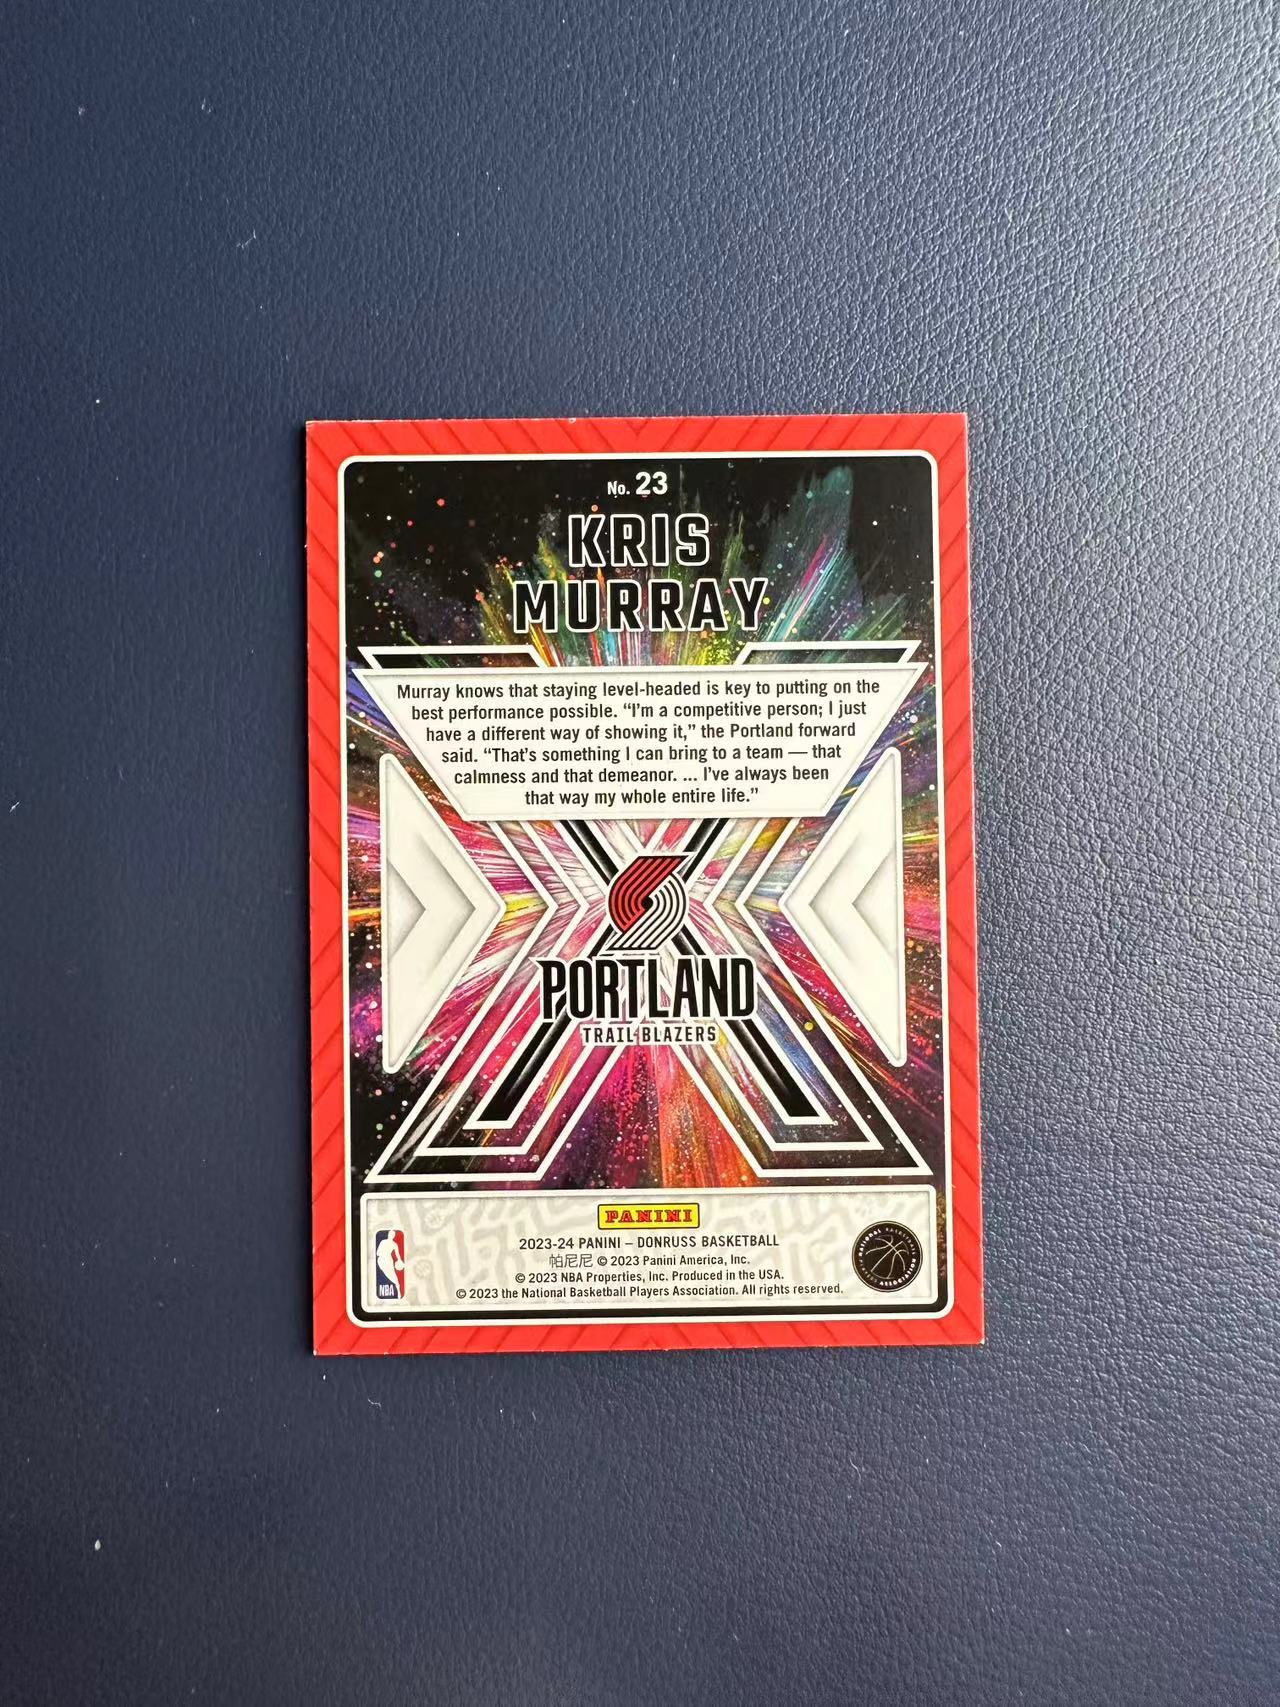 No. 23
KRIS
MURRAY
Murray knows that staying level-headed is key to putting on the
best performance possible. “I’m a competitive person; I just
have a different way of showing it,” the Portland forward
said. “That’s something I can bring to a team — that
calmness and that demeanor. ... I’ve always been
that way my whole entire life.”
PORTLAND
TRAIL BLAZERS
PANINI
2023-24 PANINI – DONRUSS BASKETBALL
帕尼尼 © 2023 Panini America, Inc.
© 2023 NBA Properties, Inc. Produced in the USA.
© 2023 the National Basketball Players Association. All rights reserved.
NBA
NATIONAL BASKETBALL